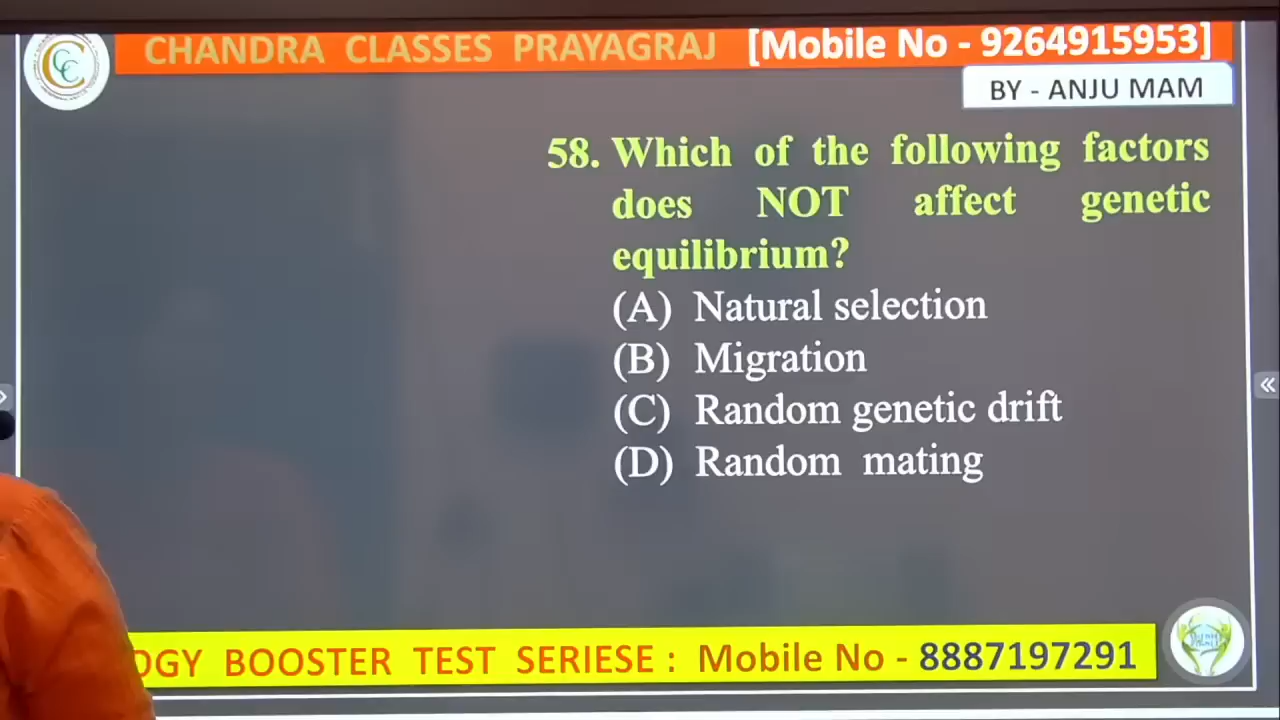 CHANDRA CLASSES PRAYAGRAJ [Mobile No - 9264915953]
BY - ANJU MAM
58. Which of the following factors
does NOT affect genetic
equilibrium?
(A) Natural selection
(B) Migration
(C) Random genetic drift
(D) Random mating
OGY BOOSTER TEST SERIESE : Mobile No - 8887197291